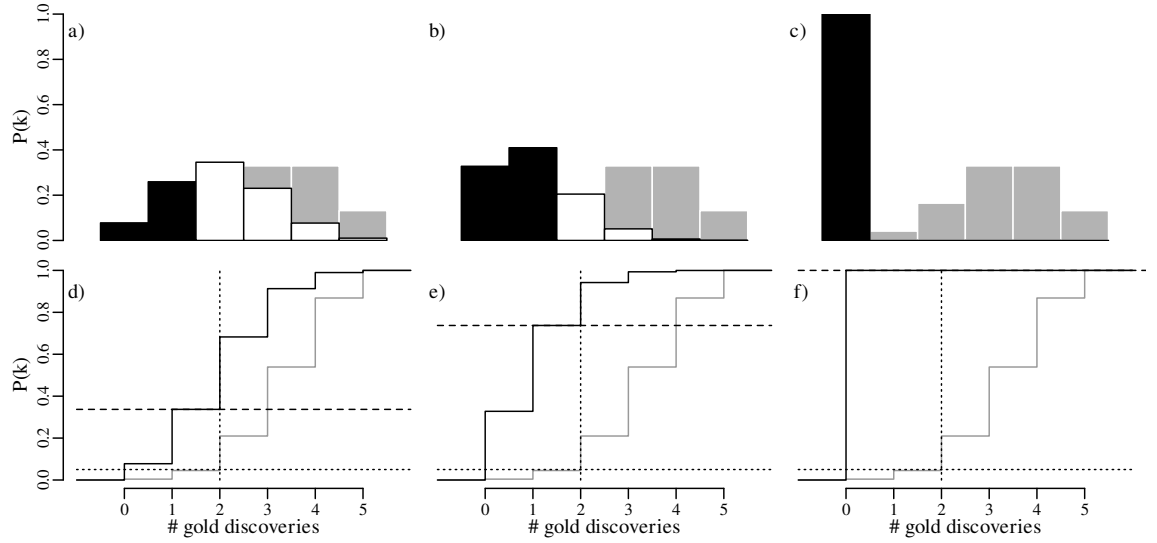 a)
b)
c)
P(k)
0.0 0.2 0.4 0.6 0.8 1.0
d)
e)
f)
P(k)
0.0 0.2 0.4 0.6 0.8 1.0
0 1 2 3 4 5
0 1 2 3 4 5
0 1 2 3 4 5
# gold discoveries
# gold discoveries
# gold discoveries